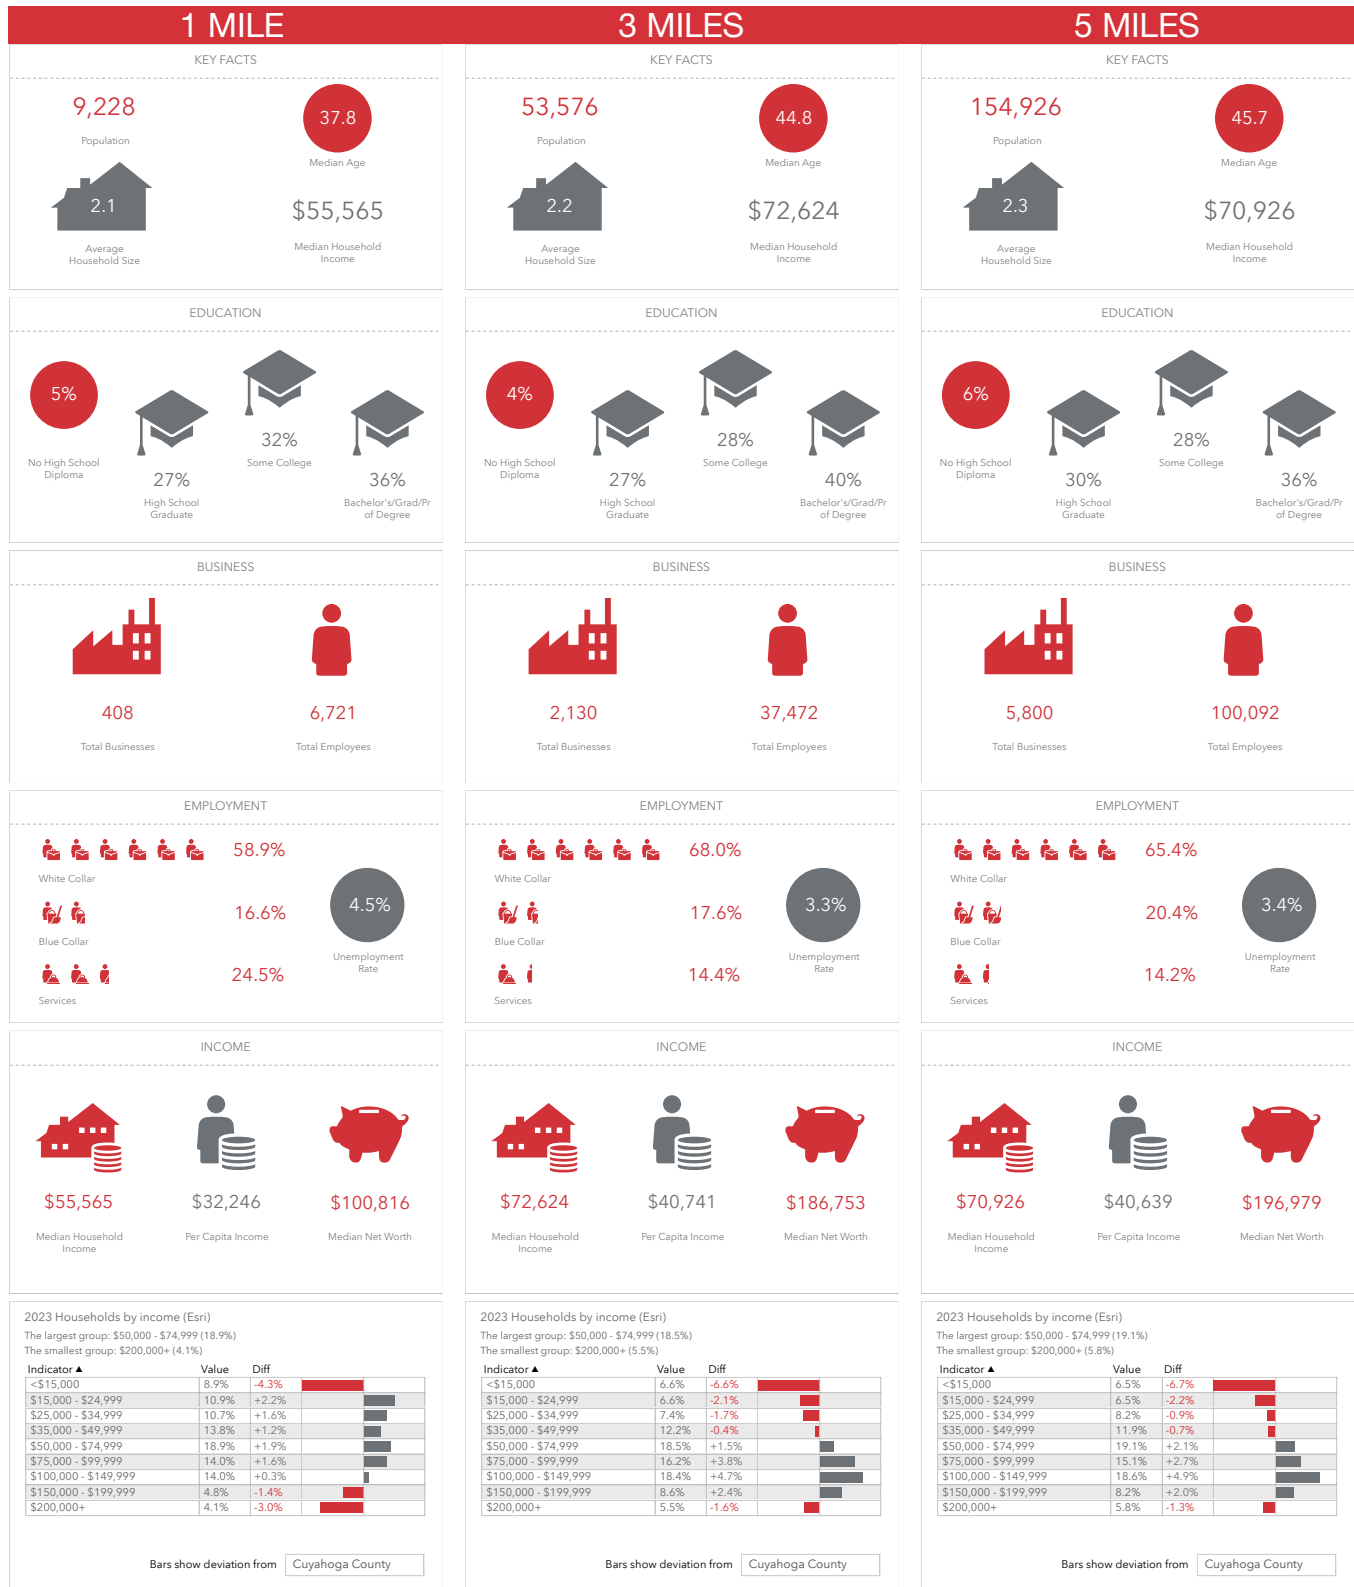 1 MILE
KEY FACTS
9,228
Population
37.8
Median Age
2.1
Average
Household Size
$55,565
Median Household
Income
EDUCATION
5%
No High School
Diploma
27%
High School
Graduate
32%
Some College
36%
Bachelor's/Grad/Pr
of Degree
BUSINESS
408
Total Businesses
6,721
Total Employees
EMPLOYMENT
58.9%
White Collar
16.6%
Blue Collar
24.5%
Services
4.5%
Unemployment
Rate
INCOME
$55,565
Median Household
Income
$32,246
Per Capita Income
$100,816
Median Net Worth
2023 Households by income (Esri)
The largest group: $50,000 - $74,999 (18.9%)
The smallest group: $200,000+ (4.1%)
Indicator ▲ Value Diff
<$15,000 8.9% -4.3%
$15,000 - $24,999 10.9% +2.2%
$25,000 - $34,999 10.7% +1.6%
$35,000 - $49,999 13.8% +1.2%
$50,000 - $74,999 18.9% +1.9%
$75,000 - $99,999 14.0% +1.6%
$100,000 - $149,999 14.0% +0.3%
$150,000 - $199,999 4.8% -1.4%
$200,000+ 4.1% -3.0%
Bars show deviation from Cuyahoga County
3 MILES
KEY FACTS
53,576
Population
44.8
Median Age
2.2
Average
Household Size
$72,624
Median Household
Income
EDUCATION
4%
No High School
Diploma
27%
High School
Graduate
28%
Some College
40%
Bachelor's/Grad/Pr
of Degree
BUSINESS
2,130
Total Businesses
37,472
Total Employees
EMPLOYMENT
68.0%
White Collar
17.6%
Blue Collar
14.4%
Services
3.3%
Unemployment
Rate
INCOME
$72,624
Median Household
Income
$40,741
Per Capita Income
$186,753
Median Net Worth
2023 Households by income (Esri)
The largest group: $50,000 - $74,999 (18.5%)
The smallest group: $200,000+ (5.5%)
Indicator ▲ Value Diff
<$15,000 6.6% -6.6%
$15,000 - $24,999 6.6% -2.1%
$25,000 - $34,999 7.4% -1.7%
$35,000 - $49,999 12.2% -0.4%
$50,000 - $74,999 18.5% +1.5%
$75,000 - $99,999 16.2% +3.8%
$100,000 - $149,999 18.4% +4.7%
$150,000 - $199,999 8.6% +2.4%
$200,000+ 5.5% -1.6%
Bars show deviation from Cuyahoga County
5 MILES
KEY FACTS
154,926
Population
45.7
Median Age
2.3
Average
Household Size
$70,926
Median Household
Income
EDUCATION
6%
No High School
Diploma
30%
High School
Graduate
28%
Some College
36%
Bachelor's/Grad/Pr
of Degree
BUSINESS
5,800
Total Businesses
100,092
Total Employees
EMPLOYMENT
65.4%
White Collar
20.4%
Blue Collar
14.2%
Services
3.4%
Unemployment
Rate
INCOME
$70,926
Median Household
Income
$40,639
Per Capita Income
$196,979
Median Net Worth
2023 Households by income (Esri)
The largest group: $50,000 - $74,999 (19.1%)
The smallest group: $200,000+ (5.8%)
Indicator ▲ Value Diff
<$15,000 6.5% -6.7%
$15,000 - $24,999 6.5% -2.2%
$25,000 - $34,999 8.2% -0.9%
$35,000 - $49,999 11.9% -0.7%
$50,000 - $74,999 19.1% +2.1%
$75,000 - $99,999 15.1% +2.7%
$100,000 - $149,999 18.6% +4.9%
$150,000 - $199,999 8.2% +2.0%
$200,000+ 5.8% -1.3%
Bars show deviation from Cuyahoga County